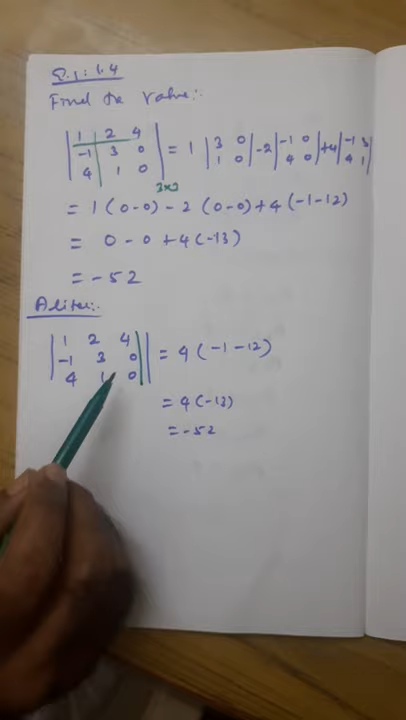 Q.1: 1.4
Find the value:-
| 1 2 4 |
| -1 3 0 | = 1 | 3 0 | -2 | -1 0 | +4 | -1 3 |
| 4 1 0 | | 1 0 | | 4 0 | | 4 1 |
3x3
= 1(0-0) - 2(0-0) + 4(-1-12)
= 0 - 0 + 4(-13)
= -52
Aliter:-
| 1 2 4 |
| -1 3 0 | = 4(-1-12)
| 4 1 0 |
= 4(-13)
= -52